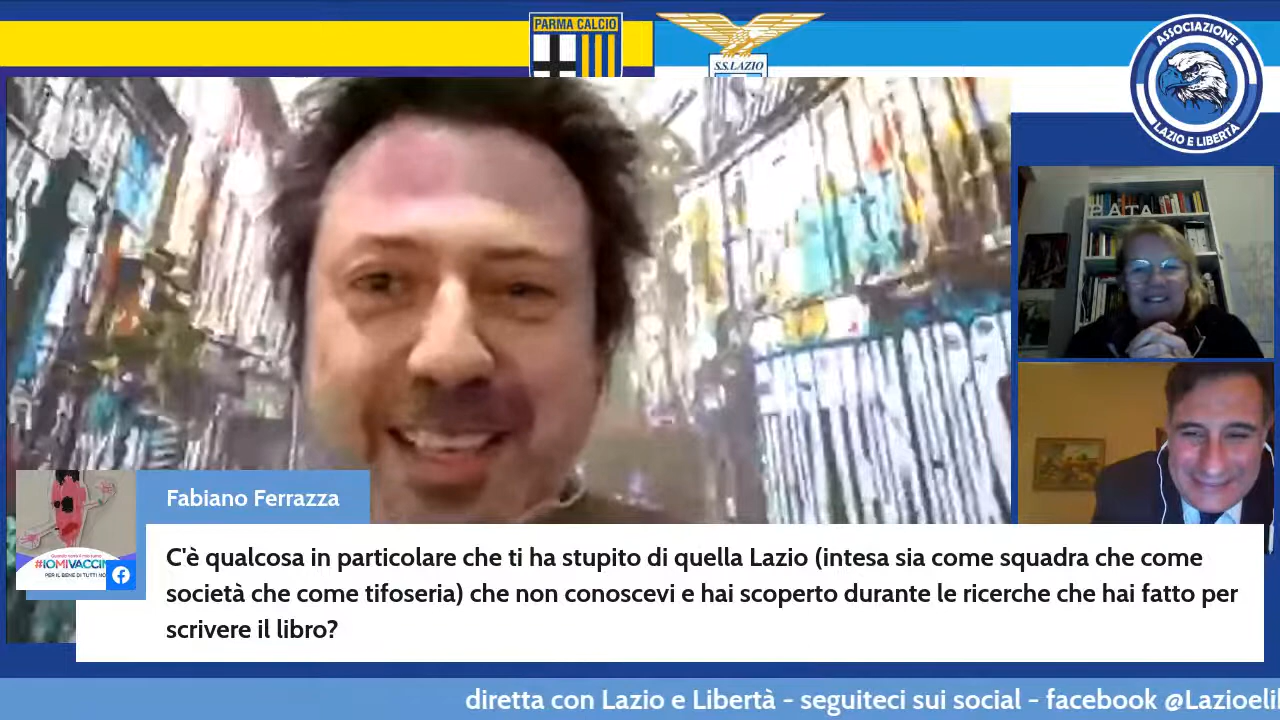 PARMA CALCIO
S.S.LAZIO
ASSOCIAZIONE
LAZIO E LIBERTÀ
Fabiano Ferrazza
#IOMIVACCIN
PER IL BENE DI TUTTI NOI
C'è qualcosa in particolare che ti ha stupito di quella Lazio (intesa sia come squadra che come
società che come tifoseria) che non conoscevi e hai scoperto durante le ricerche che hai fatto per
scrivere il libro?
diretta con Lazio e Libertà - seguiteci sui social - facebook @Lazioeli